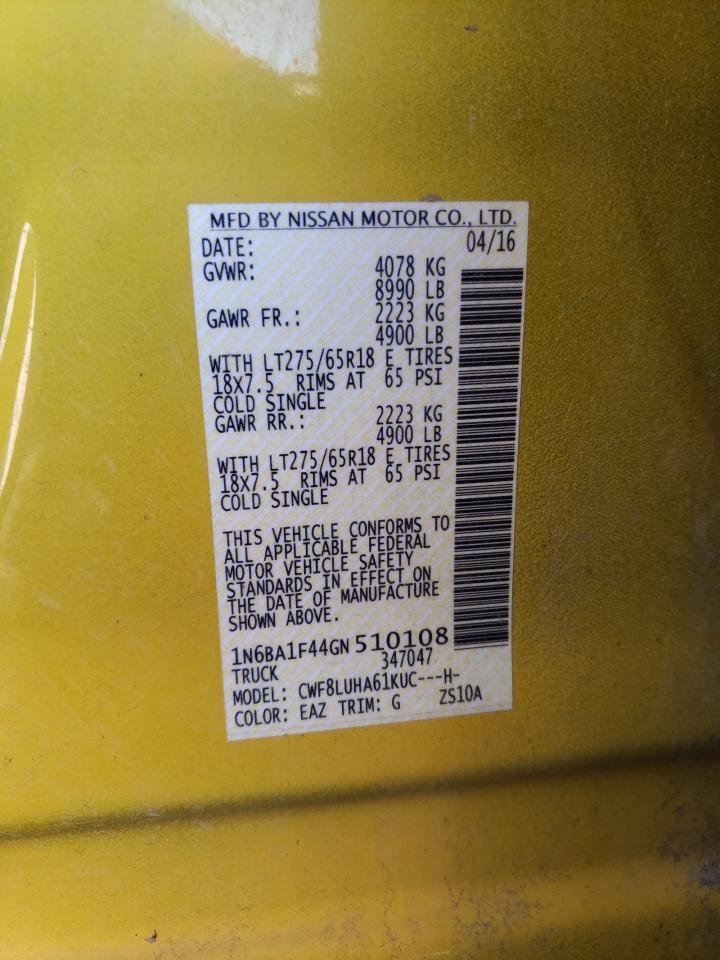 MFD BY NISSAN MOTOR CO., LTD.
DATE: 04/16
GVWR: 4078 KG
8990 LB
GAWR FR.: 2223 KG
4900 LB
WITH LT275/65R18 E TIRES
18x7.5 RIMS AT 65 PSI
COLD SINGLE
GAWR RR.: 2223 KG
4900 LB
WITH LT275/65R18 E TIRES
18x7.5 RIMS AT 65 PSI
COLD SINGLE
THIS VEHICLE CONFORMS TO
ALL APPLICABLE FEDERAL
MOTOR VEHICLE SAFETY
STANDARDS IN EFFECT ON
THE DATE OF MANUFACTURE
SHOWN ABOVE.
1N6BA1F44GN510108
TRUCK 347047
MODEL: CWF8LUHA61KUC---H-
COLOR: EAZ TRIM: G ZS10A